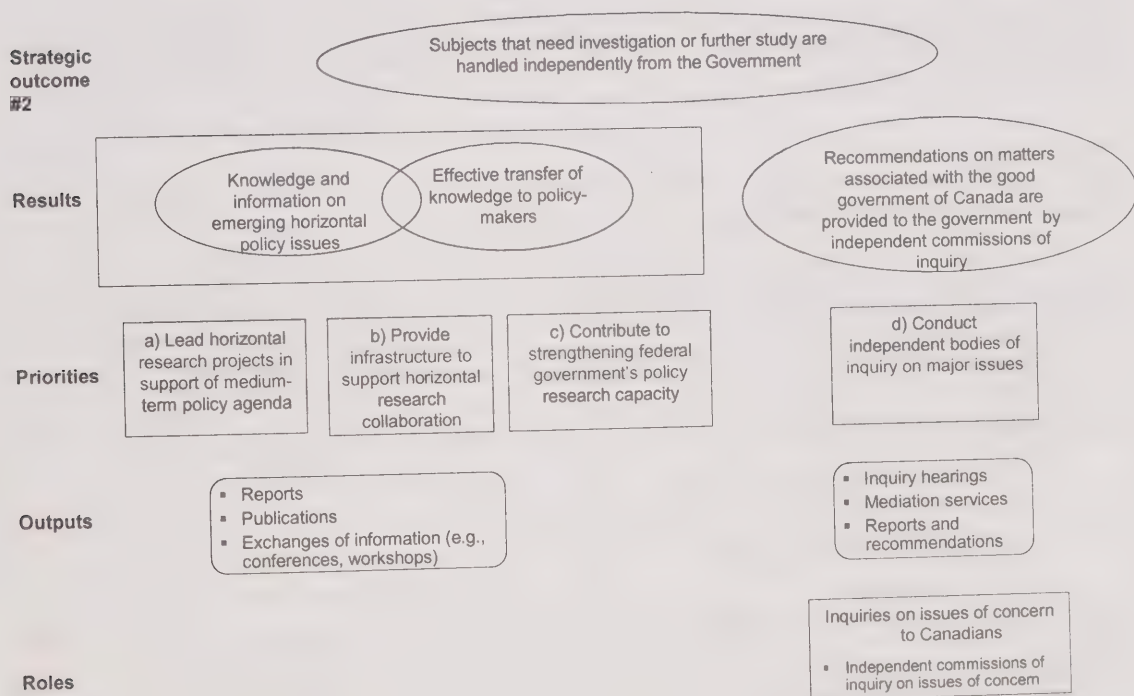 Strategic
outcome
#2
Subjects that need investigation or further study are
handled independently from the Government
Results
Knowledge and
information on
emerging horizontal
policy issues
Effective transfer of
knowledge to policy-
makers
Recommendations on matters
associated with the good
government of Canada are
provided to the government by
independent commissions of
inquiry
Priorities
a) Lead horizontal
research projects in
support of medium-
term policy agenda
b) Provide
infrastructure to
support horizontal
research
collaboration
c) Contribute to
strengthening federal
government's policy
research capacity
d) Conduct
independent bodies of
inquiry on major issues
Outputs
▪ Reports
▪ Publications
▪ Exchanges of information (e.g.,
conferences, workshops)
▪ Inquiry hearings
▪ Mediation services
▪ Reports and
recommendations
Roles
Inquiries on issues of concern
to Canadians
▪ Independent commissions of
inquiry on issues of concern